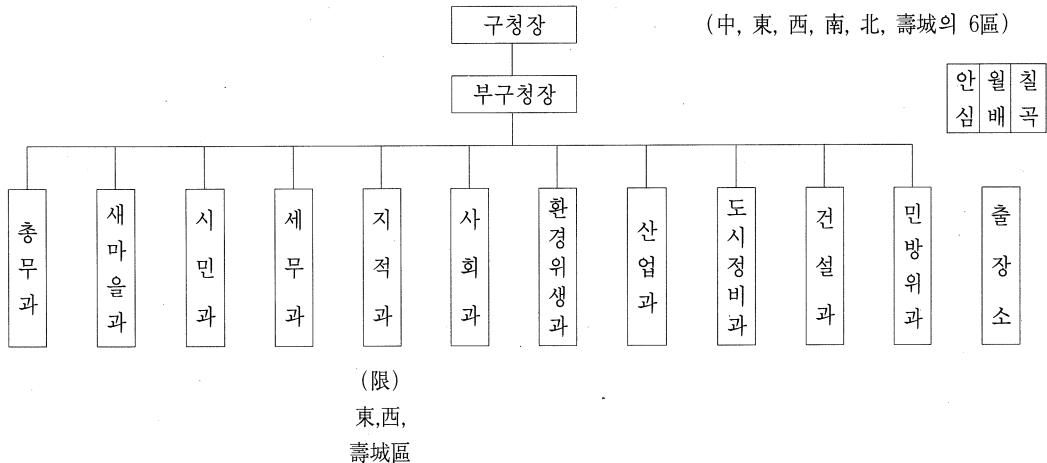 구청장
(中, 東, 西, 南, 北, 壽城의 6區)
부구청장
안심
월배
칠곡
총무과
새마을과
시민과
세무과
지적과
사회과
환경위생과
산업과
도시정비과
건설과
민방위과
출장소
(限)
東,西,
壽城區